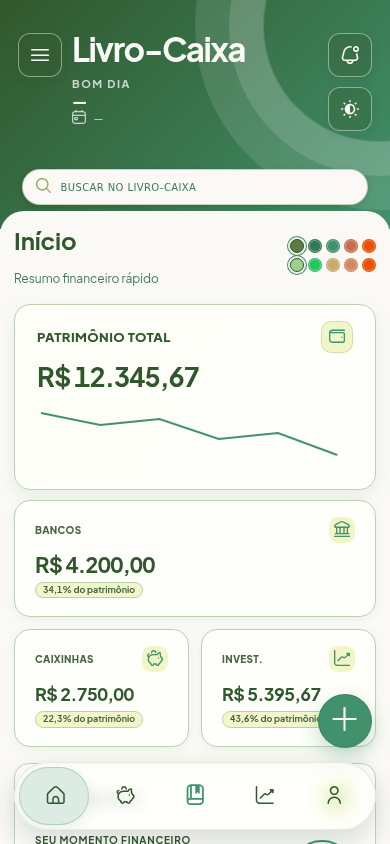 Livro-Caixa
BOM DIA
—
—
BUSCAR NO LIVRO-CAIXA
Início
Resumo financeiro rápido
PATRIMÔNIO TOTAL
R$ 12.345,67
BANCOS
R$ 4.200,00
34,1% do patrimônio
CAIXINHAS
R$ 2.750,00
22,3% do patrimônio
INVEST.
R$ 5.395,67
43,6% do patrimônio
SEU MOMENTO FINANCEIRO